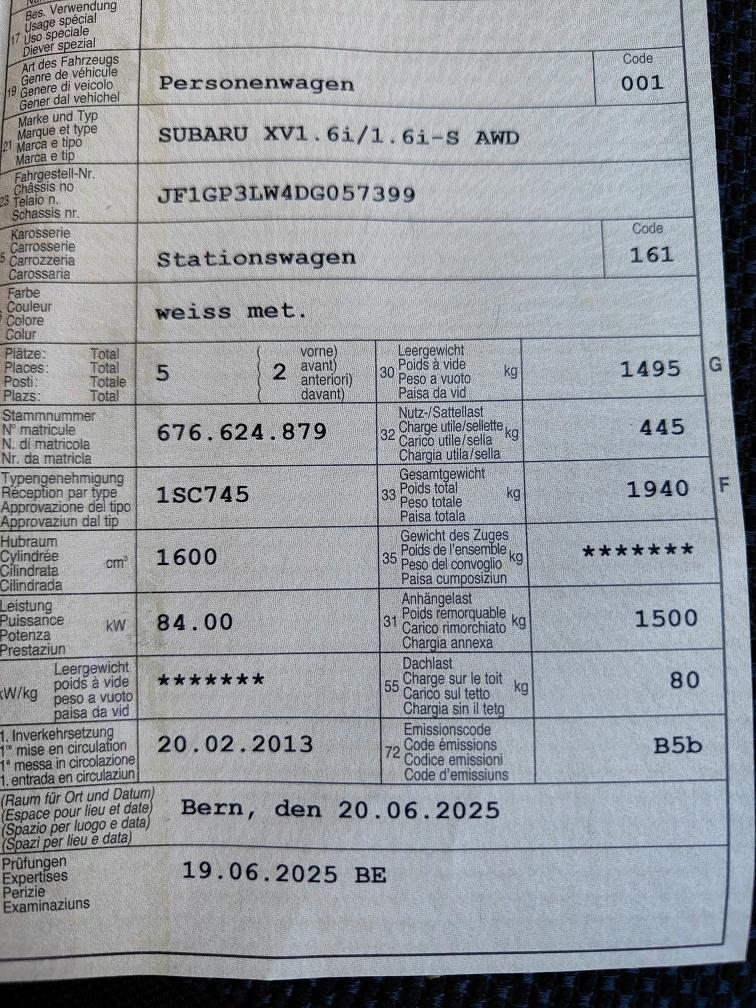 Bes. Verwendung
Usage spécial
17 Uso speciale
Diever spezial
Art des Fahrzeugs
Genre de véhicule
19 Genere di veicolo
Gener dal vehichel
Personenwagen
Code
001
Marke und Typ
Marque et type
21 Marca e tipo
Marca e tip
SUBARU XV1.6i/1.6i-S AWD
Fahrgestell-Nr.
Châssis no
23 Telaio n.
Schassis nr.
JF1GP3LW4DG057399
Karosserie
Carrosserie
5 Carrozzeria
Carossaria
Stationswagen
Code
161
Farbe
Couleur
Colore
Colur
weiss met.
Plätze: Total
Places: Total
Posti: Totale
Plazs: Total
5
2
vorne)
avant)
anteriori)
davant)
Leergewicht
30 Poids à vide kg
Peso a vuoto
Paisa da vid
1495 G
Stammnummer
N° matricule
N. di matricola
Nr. da matricla
676.624.879
Nutz-/Sattellast
32 Charge utile/sellette kg
Carico utile/sella
Chargia utila/sella
445
Typengenehmigung
Réception par type
Approvazione del tipo
Approvaziun dal tip
1SC745
Gesamtgewicht
33 Poids total kg
Peso totale
Paisa totala
1940 F
Hubraum
Cylindrée cm³
Cilindrata
Cilindrada
1600
Gewicht des Zuges
35 Poids de l'ensemble kg
Peso del convoglio
Paisa cumposiziun
*******
Leistung
Puissance kW
Potenza
Prestaziun
84.00
Anhängelast
31 Poids remorquable kg
Carico rimorchiato
Chargia annexa
1500
Leergewicht
kW/kg poids à vide
peso a vuoto
paisa da vid
*******
Dachlast
55 Charge sur le toit kg
Carico sul tetto
Chargia sin il tetg
80
1. Inverkehrsetzung
1re mise en circulation
1a messa in circolazione
1. entrada en circulaziun
20.02.2013
Emissionscode
72 Code émissions
Codice emissioni
Code d'emissiuns
B5b
(Raum für Ort und Datum)
(Espace pour lieu et date)
(Spazio per luogo e data)
(Spazi per lieu e data)
Bern, den 20.06.2025
Prüfungen
Expertises
Perizie
Examinaziuns
19.06.2025 BE